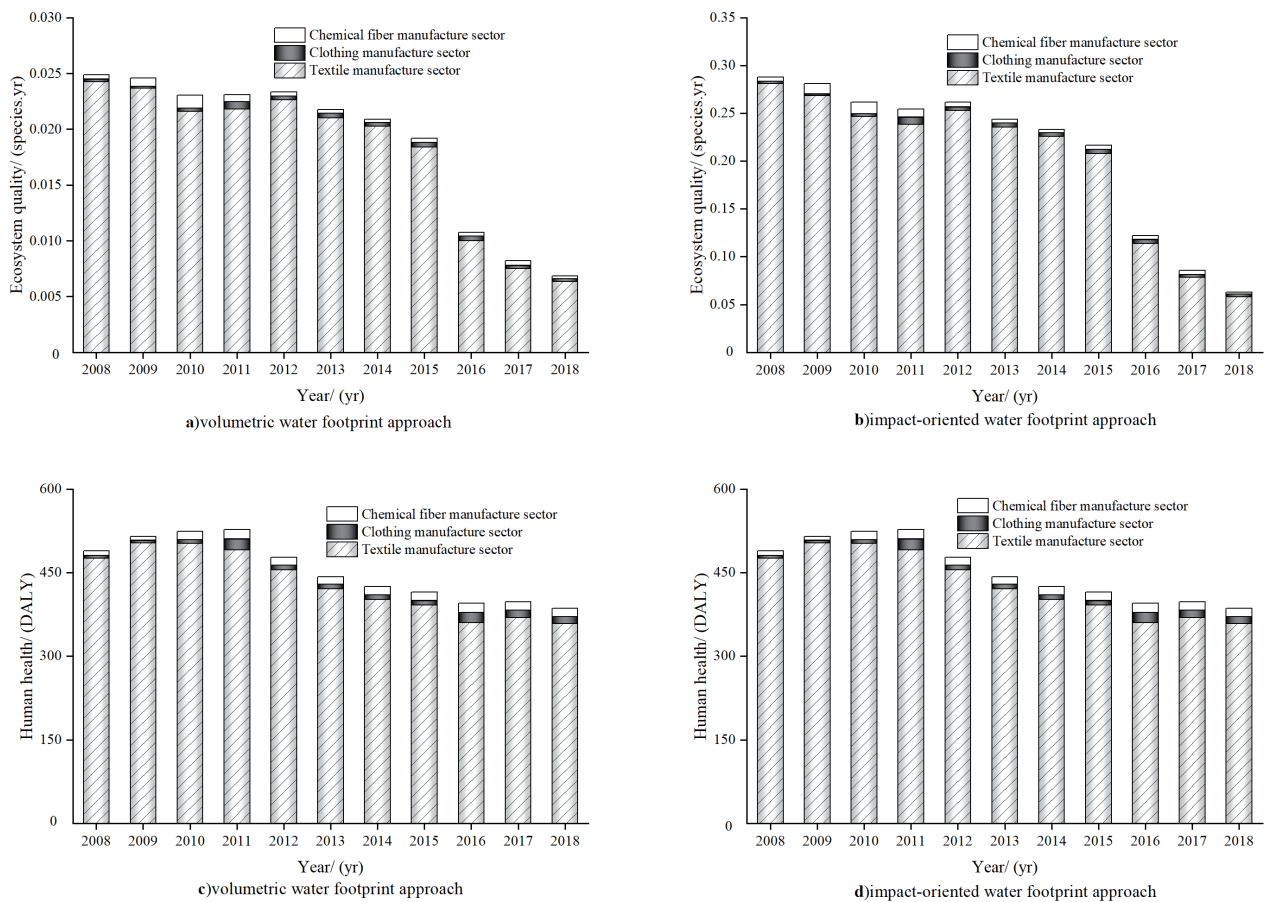 0.030
0.025
0.020
0.015
0.010
0.005
0
Ecosystem quality/ (species.yr)
Chemical fiber manufacture sector
Clothing manufacture sector
Textile manufacture sector
2008 2009 2010 2011 2012 2013 2014 2015 2016 2017 2018
Year/ (yr)
a)volumetric water footprint approach
0.35
0.30
0.25
0.20
0.15
0.10
0.05
0
Ecosystem quality/ (species.yr)
Chemical fiber manufacture sector
Clothing manufacture sector
Textile manufacture sector
2008 2009 2010 2011 2012 2013 2014 2015 2016 2017 2018
Year/ (yr)
b)impact-oriented water footprint approach
600
450
300
150
0
Human health/ (DALY)
Chemical fiber manufacture sector
Clothing manufacture sector
Textile manufacture sector
2008 2009 2010 2011 2012 2013 2014 2015 2016 2017 2018
Year/ (yr)
c)volumetric water footprint approach
600
450
300
150
0
Human health/ (DALY)
Chemical fiber manufacture sector
Clothing manufacture sector
Textile manufacture sector
2008 2009 2010 2011 2012 2013 2014 2015 2016 2017 2018
Year/ (yr)
d)impact-oriented water footprint approach